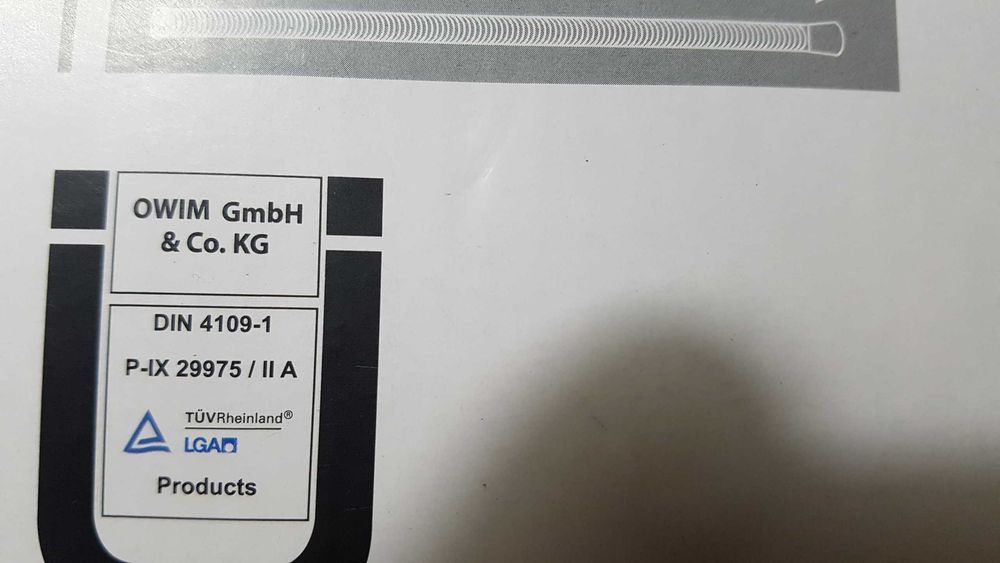 OWIM GmbH
& Co. KG
DIN 4109-1
P-IX 29975 / II A
TÜVRheinland®
LGA
Products